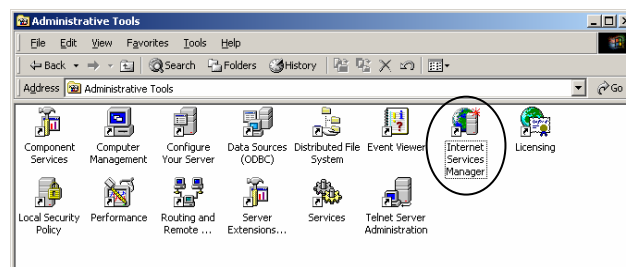 Administrative Tools
File Edit View Favorites Tools Help
Back Search Folders History
Address Administrative Tools Go
Component Services
Computer Management
Configure Your Server
Data Sources (ODBC)
Distributed File System
Event Viewer
Internet Services Manager
Licensing
Local Security Policy
Performance
Routing and Remote ...
Server Extensions...
Services
Telnet Server Administration